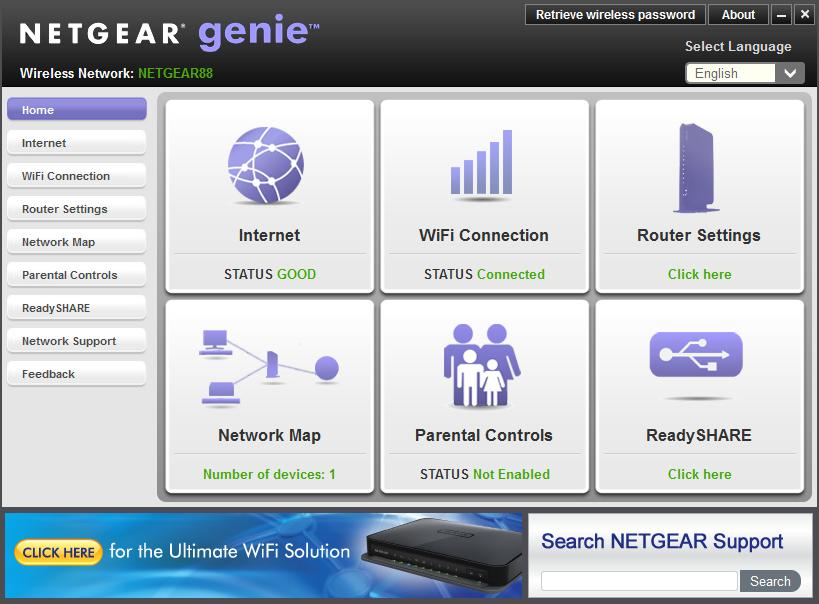 Retrieve wireless password About
NETGEAR® genie™
Select Language
Wireless Network: NETGEAR88
English
Home
Internet
WiFi Connection
Router Settings
Network Map
Parental Controls
ReadySHARE
Network Support
Feedback
Internet
STATUS GOOD
WiFi Connection
STATUS Connected
Router Settings
Click here
Network Map
Number of devices: 1
Parental Controls
STATUS Not Enabled
ReadySHARE
Click here
CLICK HERE for the Ultimate WiFi Solution
Search NETGEAR Support
Search